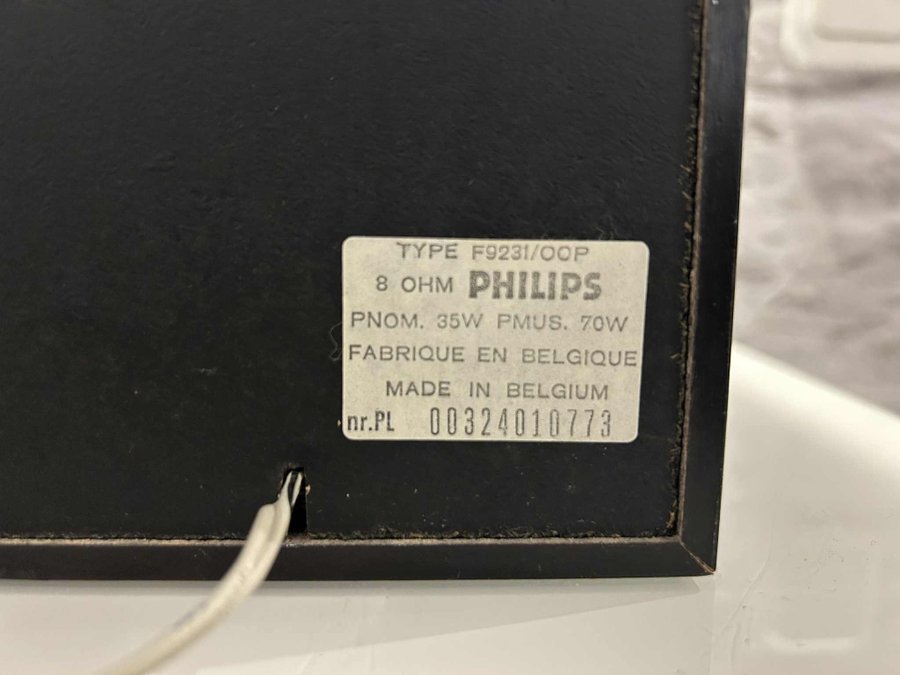 TYPE F9231/00P
8 OHM PHILIPS
PNOM. 35W PMUS. 70W
FABRIQUE EN BELGIQUE
MADE IN BELGIUM
nr.PL 00324010773